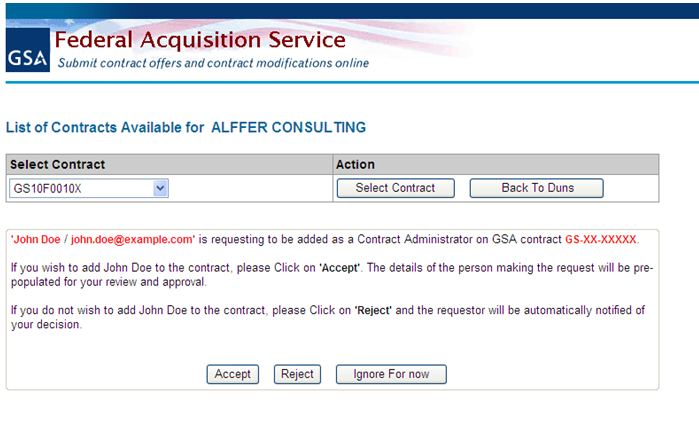 GSA
Federal Acquisition Service
Submit contract offers and contract modifications online
List of Contracts Available for ALFFER CONSULTING
Select Contract Action
GS10F0010X Select Contract Back To Duns
'John Doe / john.doe@example.com' is requesting to be added as a Contract Administrator on GSA contract GS-XX-XXXXX.
If you wish to add John Doe to the contract, please Click on 'Accept'. The details of the person making the request will be pre-
populated for your review and approval.
If you do not wish to add John Doe to the contract, please Click on 'Reject' and the requestor will be automatically notified of
your decision.
Accept Reject Ignore For now